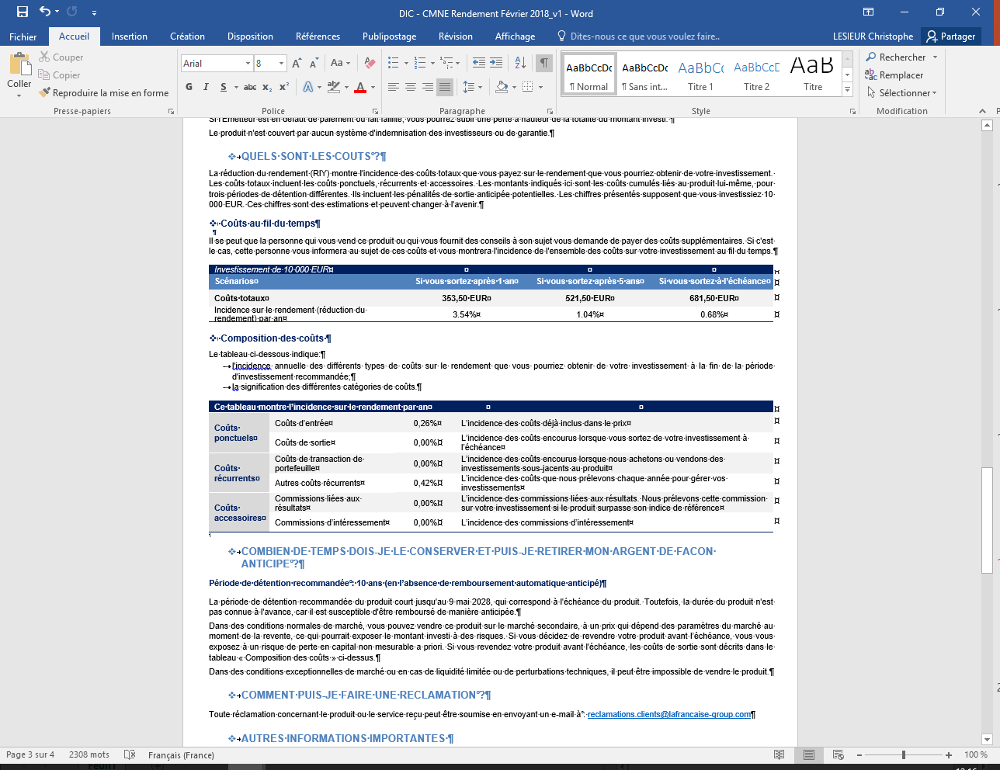 DIC - CMNE Rendement Février 2018_v1 - Word
Fichier Accueil Insertion Création Disposition Références Publipostage Révision Affichage Dites-nous ce que vous voulez faire.. LESIEUR Christophe Partager
Coller
Couper
Copier
Reproduire la mise en forme
Presse-papiers
Arial 8
G I S abc x₂ x²
Police
Paragraphe
AaBbCcDc AaBbCcDc AaBbCc AaBbCcD AaB
¶ Normal ¶ Sans int... Titre 1 Titre 2 Titre
Style
Rechercher
Remplacer
Sélectionner
Modification
Si l'Emetteur est en défaut de paiement ou fait faillite, vous pourrez subir une perte à hauteur de la totalité du montant investi. ¶
Le produit n'est couvert par aucun système d'indemnisation des investisseurs ou de garantie.¶
❖→QUELS·SONT·LES·COUTS°?¶
La réduction du rendement (RIY) montre l'incidence des coûts totaux que vous payez sur le rendement que vous pourriez obtenir de votre investissement.
Les coûts totaux incluent les coûts ponctuels, récurrents et accessoires. Les montants indiqués ici sont les coûts cumulés liés au produit lui-même, pour
trois périodes de détention différentes. Ils incluent les pénalités de sortie anticipée potentielles. Les chiffres présentés supposent que vous investissiez 10
000 EUR. Ces chiffres sont des estimations et peuvent changer à l'avenir.¶
❖ Coûts au fil du temps¶
¶
Il se peut que la personne qui vous vend ce produit ou qui vous fournit des conseils à son sujet vous demande de payer des coûts supplémentaires. Si c'est
le cas, cette personne vous informera au sujet de ces coûts et vous montrera l'incidence de l'ensemble des coûts sur votre investissement au fil du temps.¶
Investissement de 10 000 EUR¤ ¤ ¤ ¤
Scénarios¤ Si vous sortez après 1 an¤ Si vous sortez après 5 ans¤ Si vous sortez à l'échéance¤ ¤
Coûts totaux¤ 353,50 EUR¤ 521,50 EUR¤ 681,50 EUR¤ ¤
Incidence sur le rendement (réduction du
rendement) par an¤ 3.54%¤ 1.04%¤ 0.68%¤ ¤
❖ Composition des coûts ¶
Le tableau ci-dessous indique:¶
→l'incidence annuelle des différents types de coûts sur le rendement que vous pourriez obtenir de votre investissement à la fin de la période
d'investissement recommandée;¶
→la signification des différentes catégories de coûts.¶
Ce tableau montre l'incidence sur le rendement par an¤ ¤ ¤ ¤
Coûts
ponctuels¤
Coûts d'entrée¤ 0,26%¤ L'incidence des coûts déjà inclus dans le prix¤ ¤
Coûts de sortie¤ 0,00%¤ L'incidence des coûts encourus lorsque vous sortez de votre investissement à
l'échéance¤ ¤
Coûts
récurrents¤
Coûts de transaction de
portefeuille¤ 0,00%¤ L'incidence des coûts encourus lorsque nous achetons ou vendons des
investissements sous-jacents au produit¤ ¤
Autres coûts récurrents¤ 0,42%¤ L'incidence des coûts que nous prélevons chaque année pour gérer vos
investissements¤ ¤
Coûts
accessoires¤
Commissions liées aux
résultats¤ 0,00%¤ L'incidence des commissions liées aux résultats. Nous prélevons cette commission
sur votre investissement si le produit surpasse son indice de référence¤ ¤
Commissions d'intéressement¤ 0,00%¤ L'incidence des commissions d'intéressement¤ ¤
¶
❖→COMBIEN·DE·TEMPS·DOIS-JE·LE·CONSERVER·ET·PUIS-JE·RETIRER·MON·ARGENT·DE·FACON·
ANTICIPE°?¶
Période de détention recommandée°: 10 ans (en l'absence de remboursement automatique anticipé)¶
La période de détention recommandée du produit court jusqu'au 9 mai 2028, qui correspond à l'échéance du produit. Toutefois, la durée du produit n'est
pas connue à l'avance, car il est susceptible d'être remboursé de manière anticipée.¶
Dans des conditions normales de marché, vous pouvez vendre ce produit sur le marché secondaire, à un prix qui dépend des paramètres du marché au
moment de la revente, ce qui pourrait exposer le montant investi à des risques. Si vous décidez de revendre votre produit avant l'échéance, vous vous
exposez à un risque de perte en capital non mesurable a priori. Si vous revendez votre produit avant l'échéance, les coûts de sortie sont décrits dans le
tableau « Composition des coûts » ci-dessus.¶
Dans des conditions exceptionnelles de marché ou en cas de liquidité limitée ou de perturbations techniques, il peut être impossible de vendre le produit.¶
❖→COMMENT·PUIS-JE·FAIRE·UNE·RECLAMATION°?¶
Toute réclamation concernant le produit ou le service reçu peut être soumise en envoyant un e-mail à°: reclamations.clients@lafrancaise-group.com¶
❖→AUTRES·INFORMATIONS·IMPORTANTES·¶
Page 3 sur 4 2308 mots Français (France) 100 %